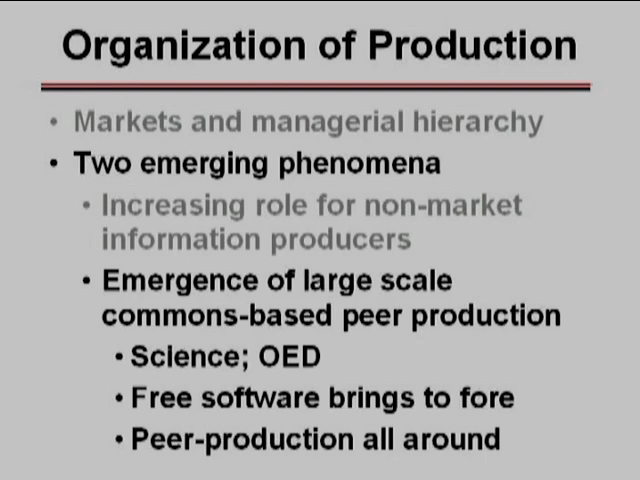 Organization of Production
• Markets and managerial hierarchy
• Two emerging phenomena
• Increasing role for non-market
information producers
• Emergence of large scale
commons-based peer production
• Science; OED
• Free software brings to fore
• Peer-production all around